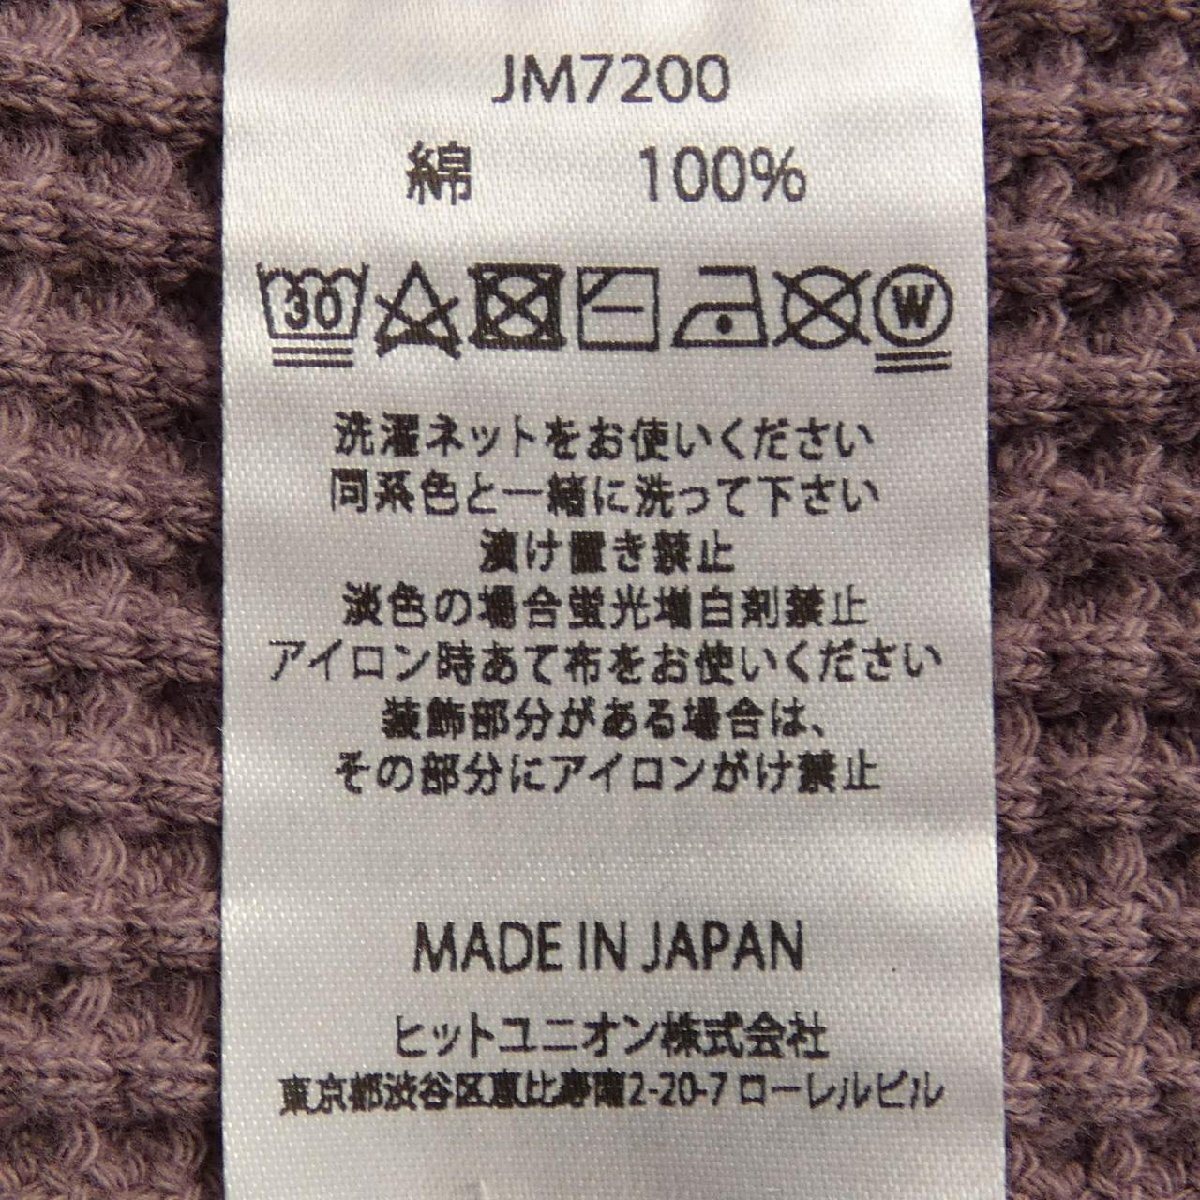 JM7200
綿 100%
30 W
洗濯ネットをお使いください
同系色と一緒に洗って下さい
漬け置き禁止
淡色の場合蛍光増白剤禁止
アイロン時あて布をお使いください
装飾部分がある場合は、
その部分にアイロンがけ禁止
MADE IN JAPAN
ヒットユニオン株式会社
東京都渋谷区恵比寿南2-20-7 ローレルビル